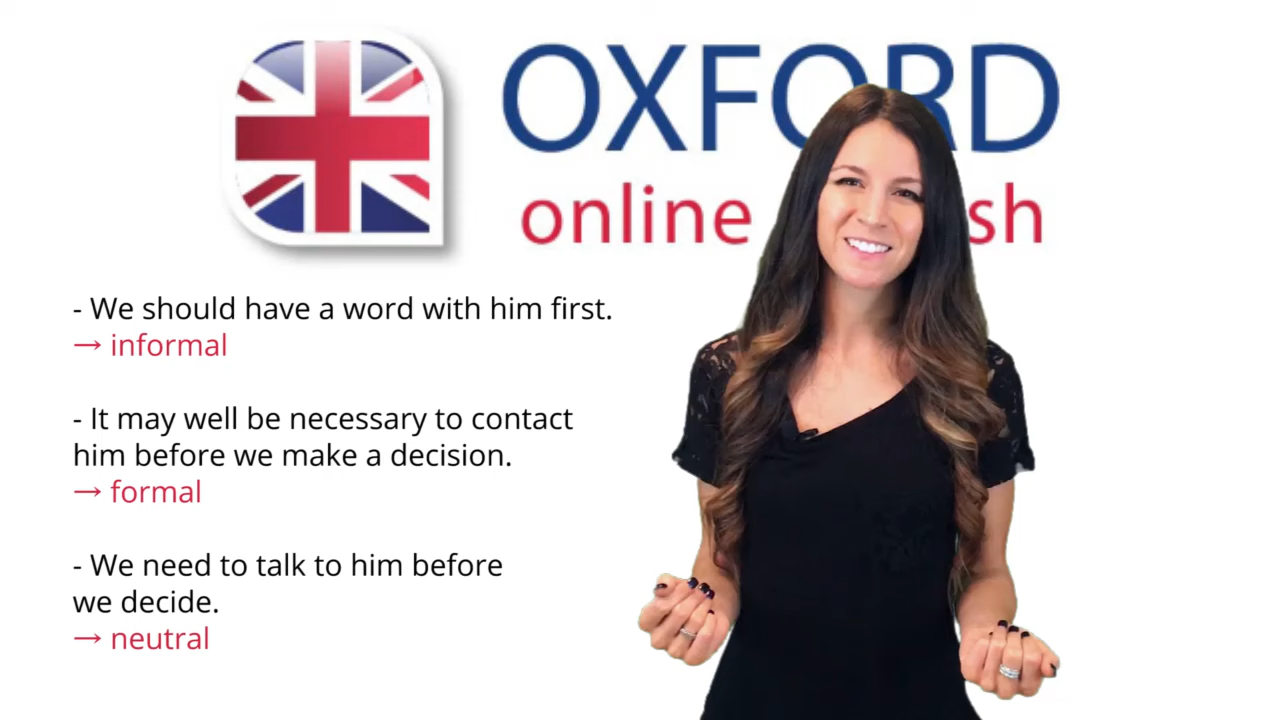 OXFORD
online sh
- We should have a word with him first.
→ informal
- It may well be necessary to contact
him before we make a decision.
→ formal
- We need to talk to him before
we decide.
→ neutral